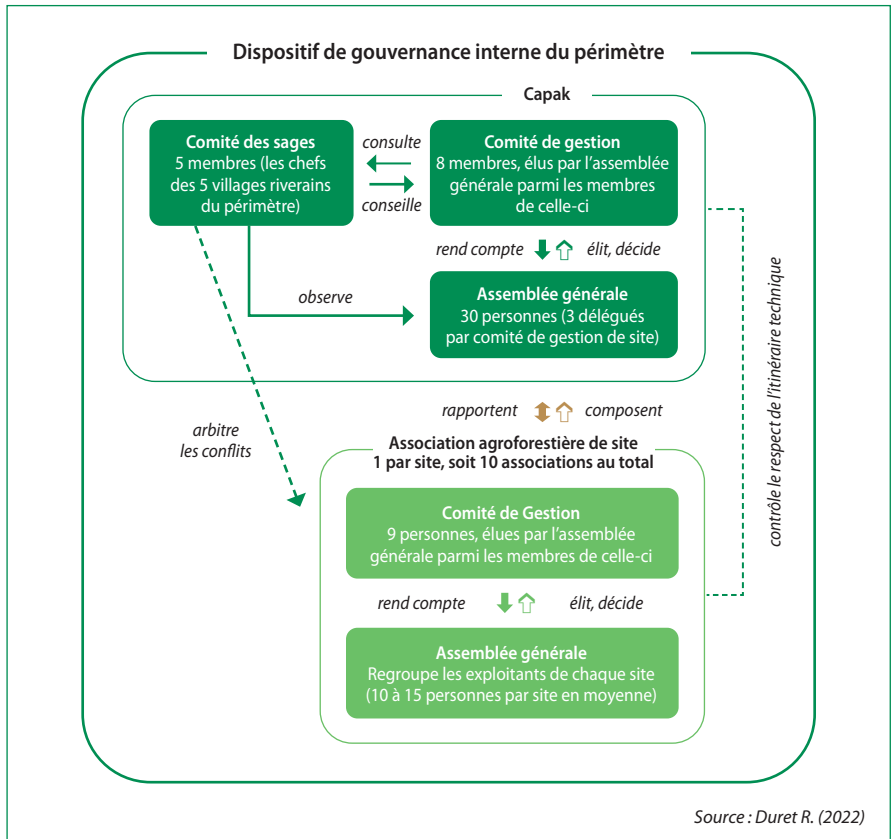 Dispositif de gouvernance interne du périmètre
Capak
Comité des sages
5 membres (les chefs
des 5 villages riverains
du périmètre)
consulte
conseille
Comité de gestion
8 membres, élus par l’assemblée
générale parmi les membres
de celle-ci
rend compte
élit, décide
observe
Assemblée générale
30 personnes (3 délégués
par comité de gestion de site)
contrôle le respect de l’itinéraire technique
arbitre
les conflits
rapportent
composent
Association agroforestière de site
1 par site, soit 10 associations au total
Comité de Gestion
9 personnes, élues par l’assemblée
générale parmi les membres de celle-ci
rend compte
élit, décide
Assemblée générale
Regroupe les exploitants de chaque site
(10 à 15 personnes par site en moyenne)
Source : Duret R. (2022)